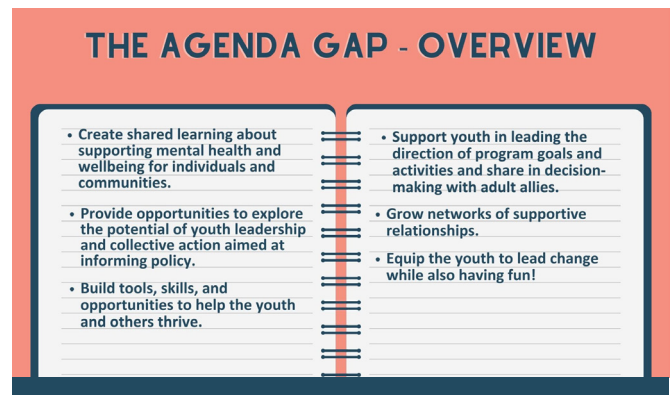 THE AGENDA GAP - OVERVIEW
• Create shared learning about
supporting mental health and
wellbeing for individuals and
communities.
• Provide opportunities to explore
the potential of youth leadership
and collective action aimed at
informing policy.
• Build tools, skills, and
opportunities to help the youth
and others thrive.
• Support youth in leading the
direction of program goals and
activities and share in decision-
making with adult allies.
• Grow networks of supportive
relationships.
• Equip the youth to lead change
while also having fun!